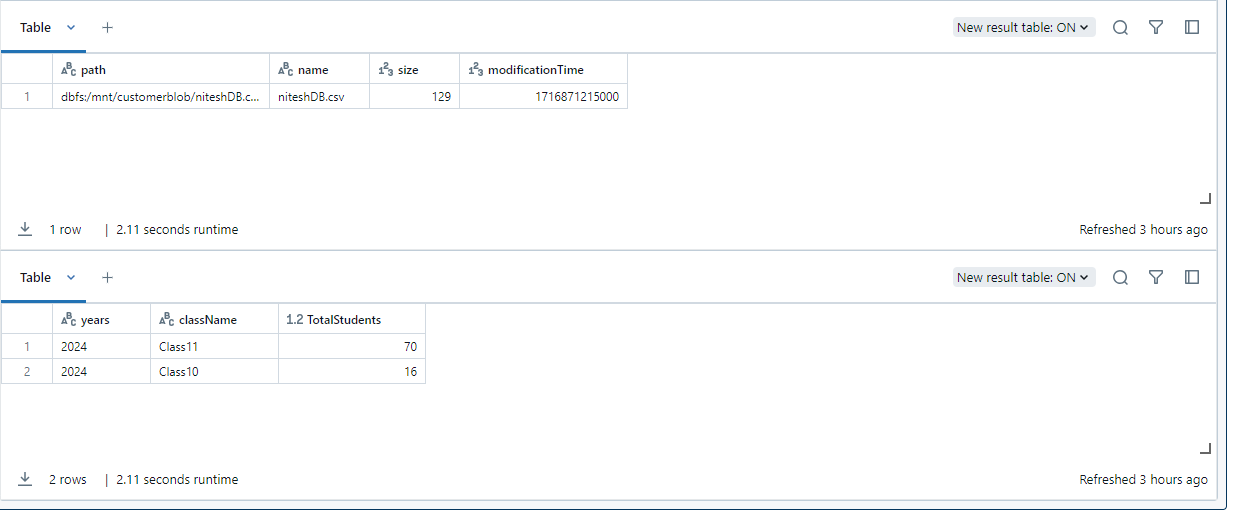 Table
New result table: ON
ABC path ABC name 123 size 123 modificationTime
1 dbfs:/mnt/customerblob/niteshDB.c... niteshDB.csv 129 1716871215000
1 row | 2.11 seconds runtime Refreshed 3 hours ago
Table
New result table: ON
ABC years ABC className 1.2 TotalStudents
1 2024 Class11 70
2 2024 Class10 16
2 rows | 2.11 seconds runtime Refreshed 3 hours ago